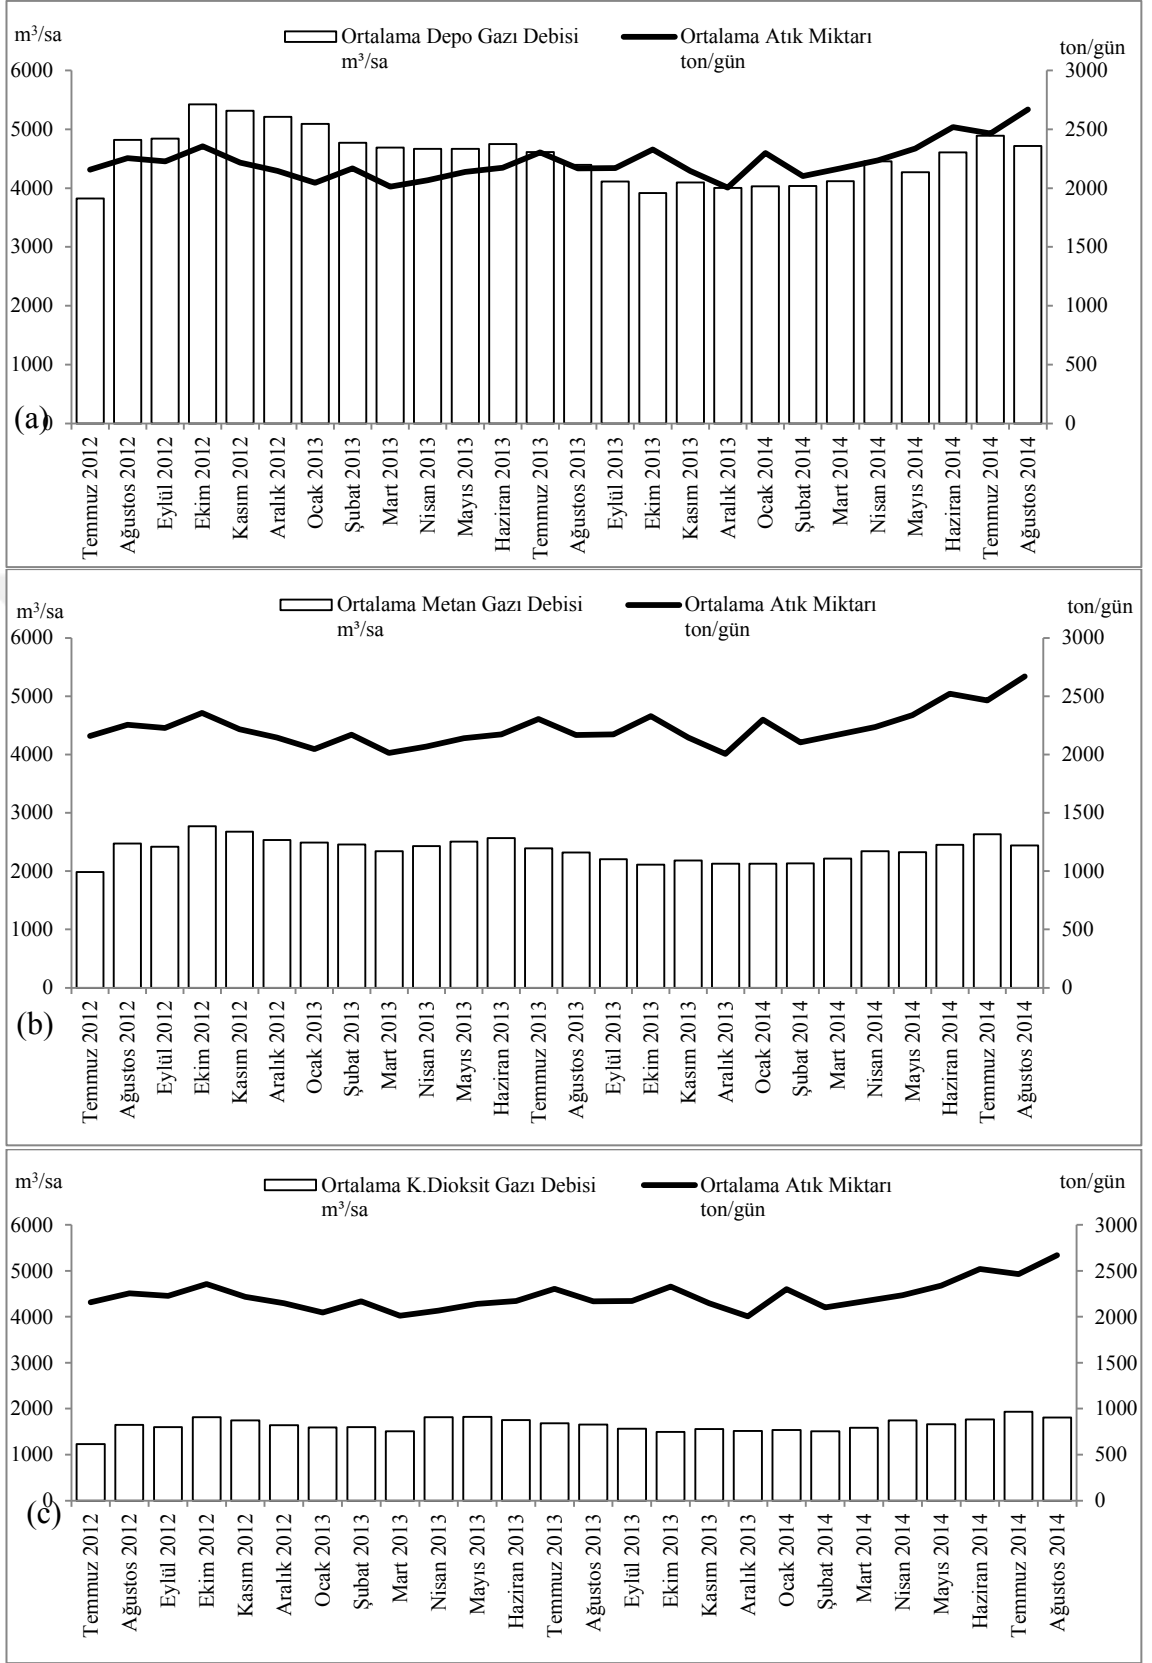 m³/sa
Ortalama Depo Gazı Debisi
m³/sa
Ortalama Atık Miktarı
ton/gün
ton/gün
6000
5000
4000
3000
2000
1000
0
3000
2500
2000
1500
1000
500
0
(a)
Temmuz 2012
Ağustos 2012
Eylül 2012
Ekim 2012
Kasım 2012
Aralık 2012
Ocak 2013
Şubat 2013
Mart 2013
Nisan 2013
Mayıs 2013
Haziran 2013
Temmuz 2013
Ağustos 2013
Eylül 2013
Ekim 2013
Kasım 2013
Aralık 2013
Ocak 2014
Şubat 2014
Mart 2014
Nisan 2014
Mayıs 2014
Haziran 2014
Temmuz 2014
Ağustos 2014
m³/sa
Ortalama Metan Gazı Debisi
m³/sa
Ortalama Atık Miktarı
ton/gün
ton/gün
6000
5000
4000
3000
2000
1000
0
3000
2500
2000
1500
1000
500
0
(b)
Temmuz 2012
Ağustos 2012
Eylül 2012
Ekim 2012
Kasım 2012
Aralık 2012
Ocak 2013
Şubat 2013
Mart 2013
Nisan 2013
Mayıs 2013
Haziran 2013
Temmuz 2013
Ağustos 2013
Eylül 2013
Ekim 2013
Kasım 2013
Aralık 2013
Ocak 2014
Şubat 2014
Mart 2014
Nisan 2014
Mayıs 2014
Haziran 2014
Temmuz 2014
Ağustos 2014
m³/sa
Ortalama K.Dioksit Gazı Debisi
m³/sa
Ortalama Atık Miktarı
ton/gün
ton/gün
6000
5000
4000
3000
2000
1000
0
3000
2500
2000
1500
1000
500
0
(c)
Temmuz 2012
Ağustos 2012
Eylül 2012
Ekim 2012
Kasım 2012
Aralık 2012
Ocak 2013
Şubat 2013
Mart 2013
Nisan 2013
Mayıs 2013
Haziran 2013
Temmuz 2013
Ağustos 2013
Eylül 2013
Ekim 2013
Kasım 2013
Aralık 2013
Ocak 2014
Şubat 2014
Mart 2014
Nisan 2014
Mayıs 2014
Haziran 2014
Temmuz 2014
Ağustos 2014